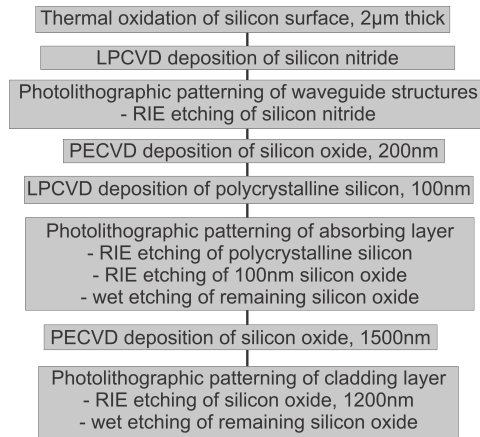 Thermal oxidation of silicon surface, 2µm thick
LPCVD deposition of silicon nitride
Photolithographic patterning of waveguide structures
- RIE etching of silicon nitride
PECVD deposition of silicon oxide, 200nm
LPCVD deposition of polycrystalline silicon, 100nm
Photolithographic patterning of absorbing layer
- RIE etching of polycrystalline silicon
- RIE etching of 100nm silicon oxide
- wet etching of remaining silicon oxide
PECVD deposition of silicon oxide, 1500nm
Photolithographic patterning of cladding layer
- RIE etching of silicon oxide, 1200nm
- wet etching of remaining silicon oxide